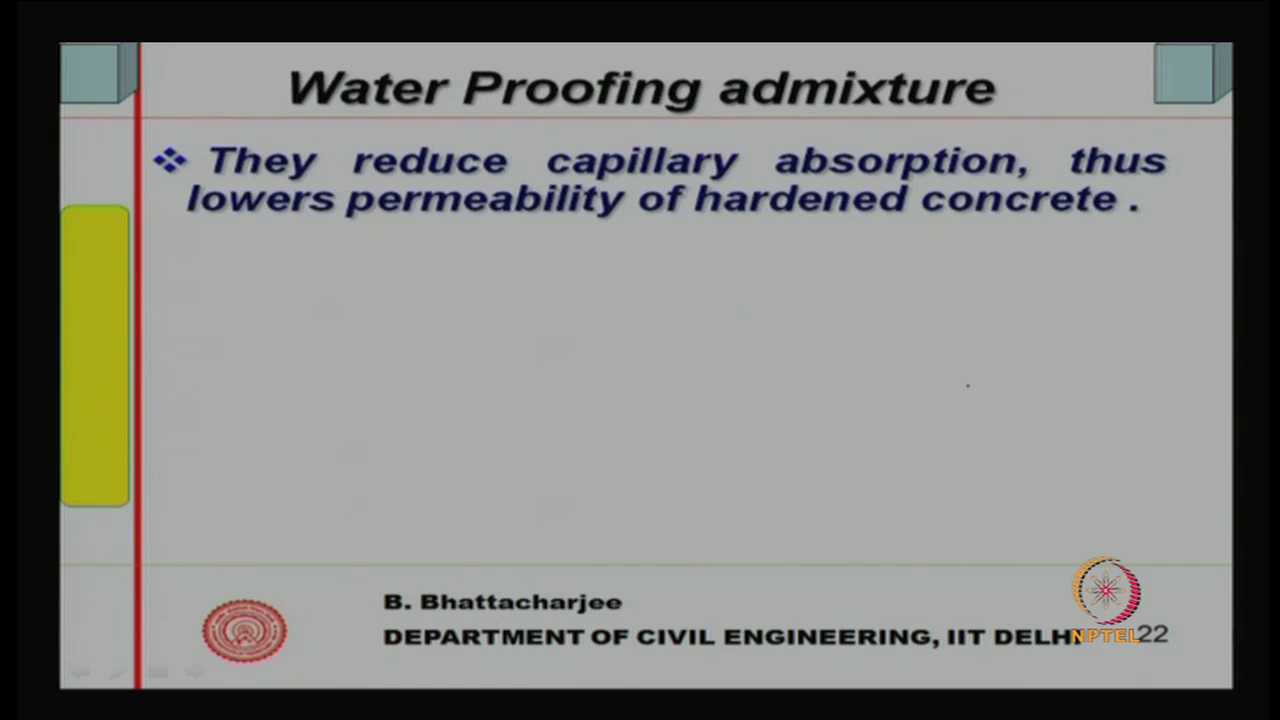 Water Proofing admixture
They reduce capillary absorption, thus
lowers permeability of hardened concrete .
B. Bhattacharjee
DEPARTMENT OF CIVIL ENGINEERING, IIT DELHI
NPTEL
22